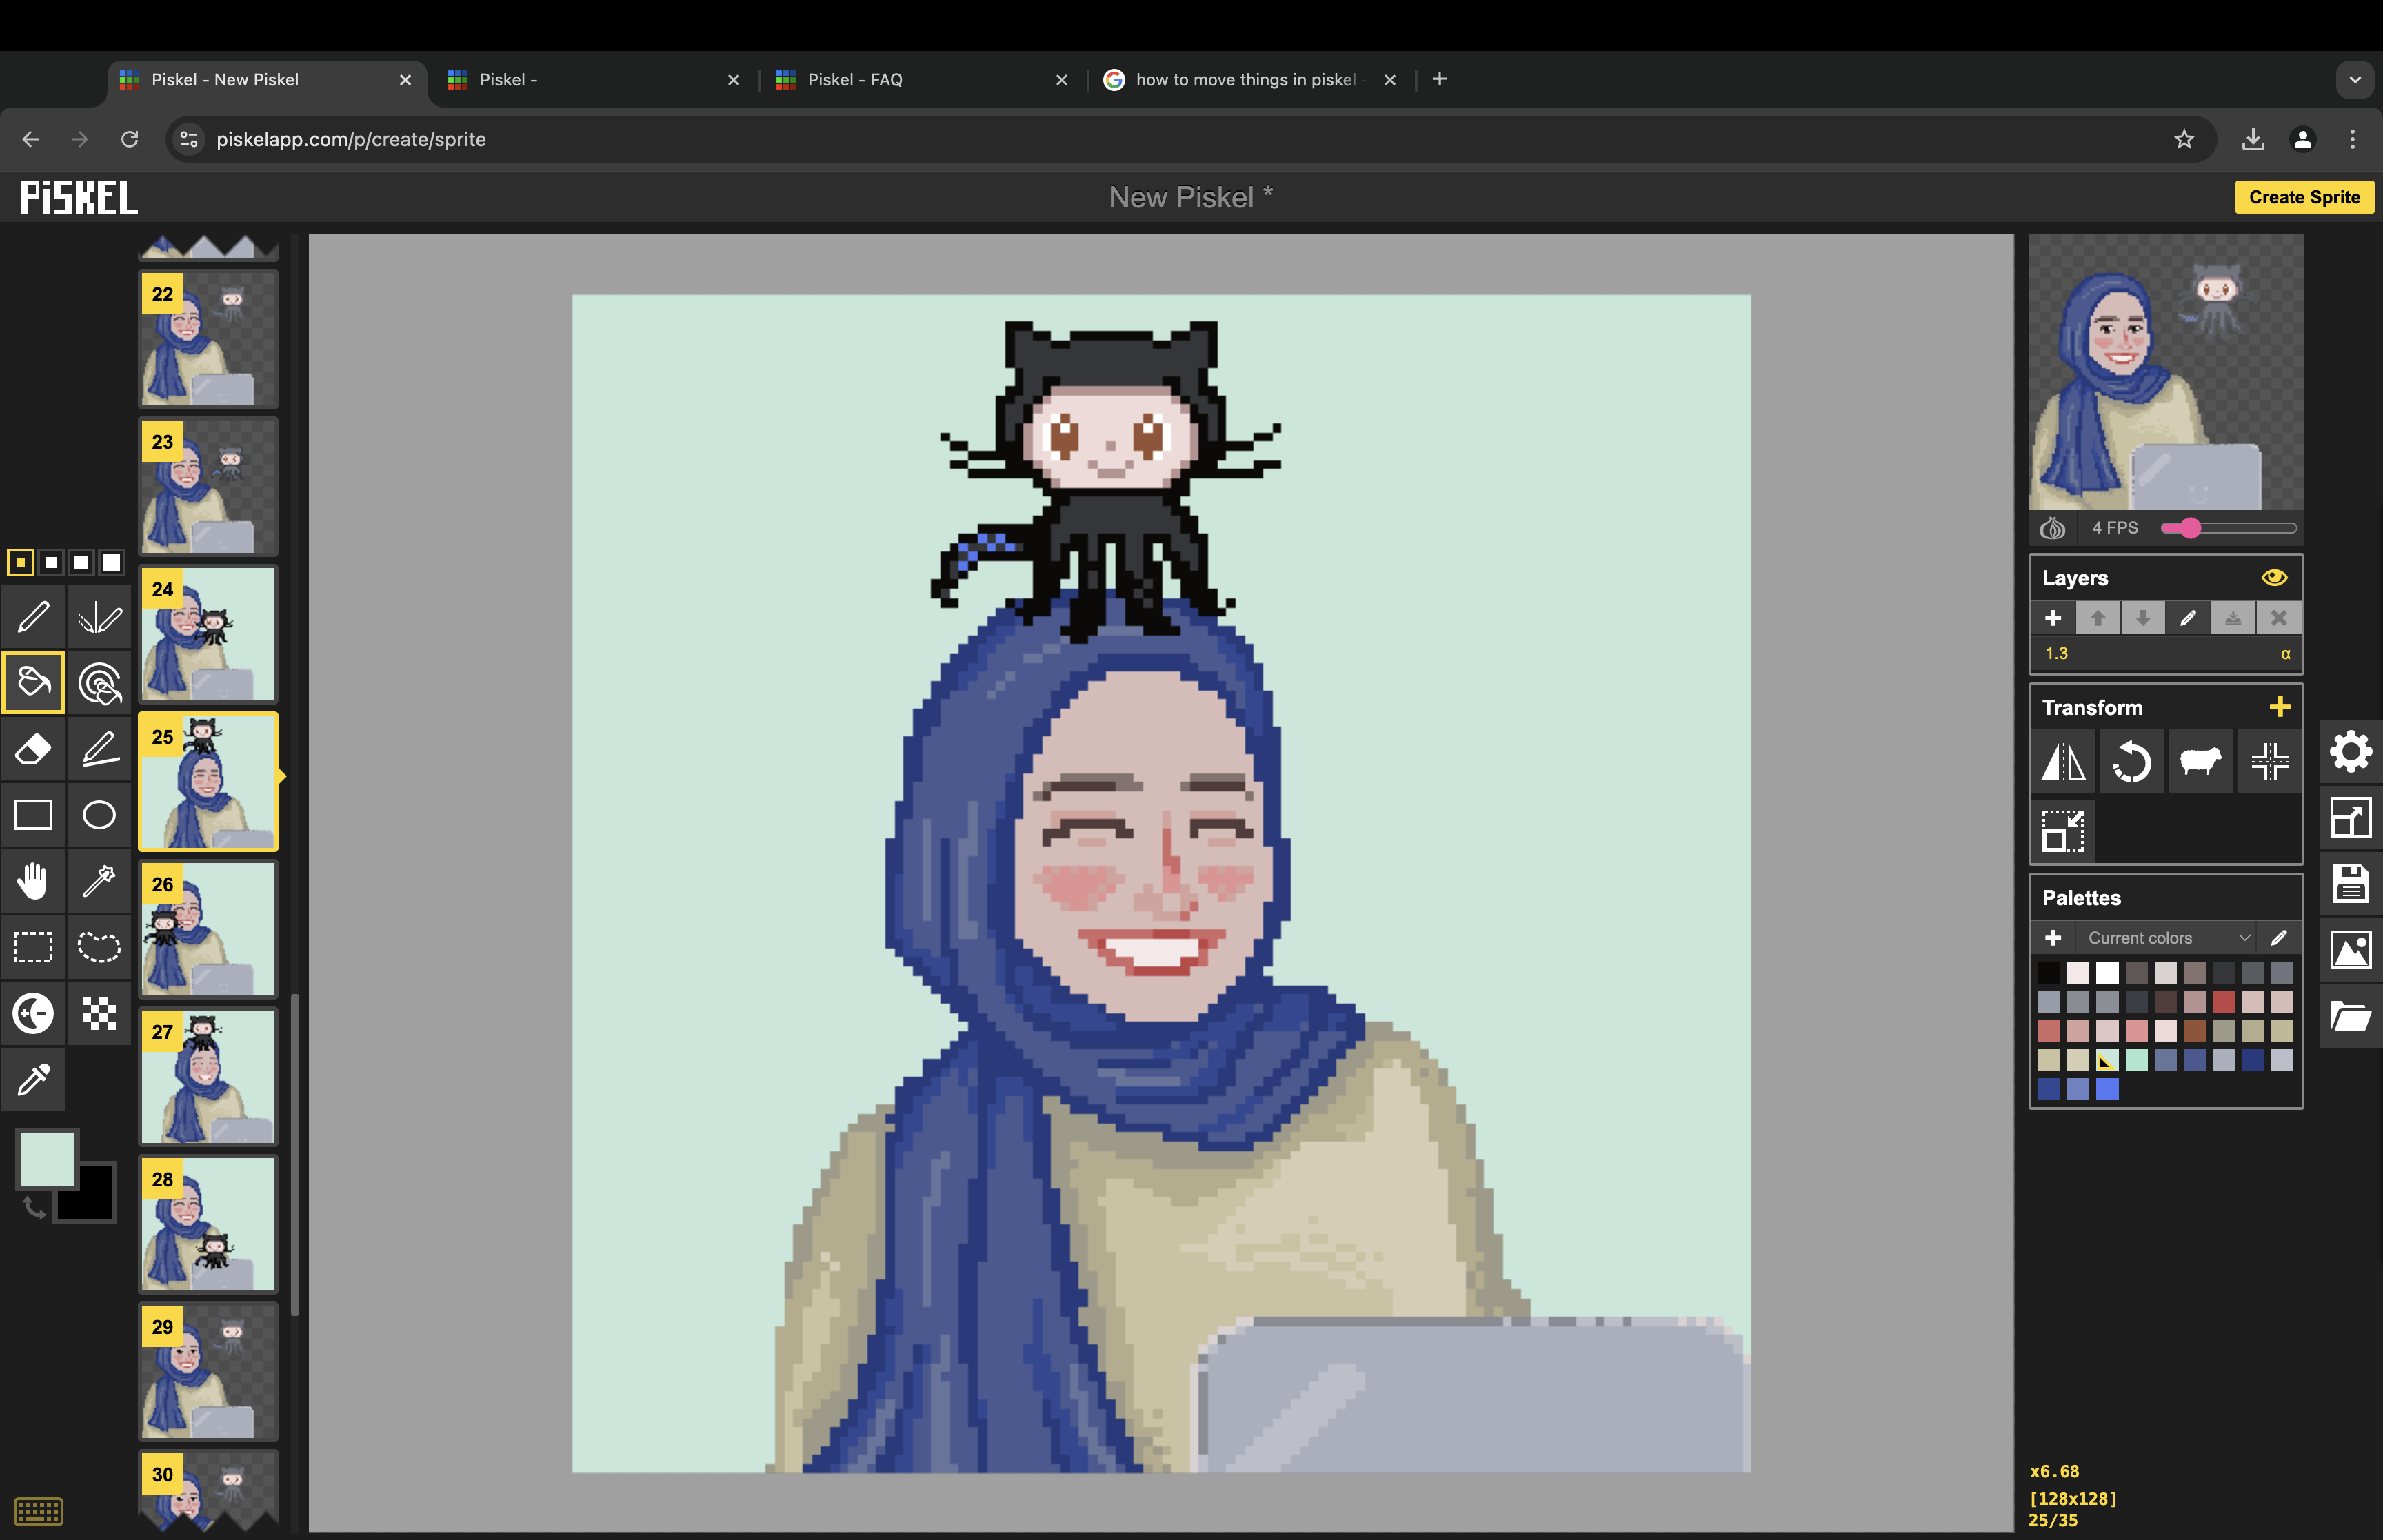 Piskel - New Piskel
Piskel -
Piskel - FAQ
how to move things in piskel -
piskelapp.com/p/create/sprite
PiSKEL
New Piskel *
Create Sprite
22
23
24
25
26
27
28
29
30
4 FPS
Layers
1.3
α
Transform
Palettes
Current colors
x6.68
[128x128]
25/35